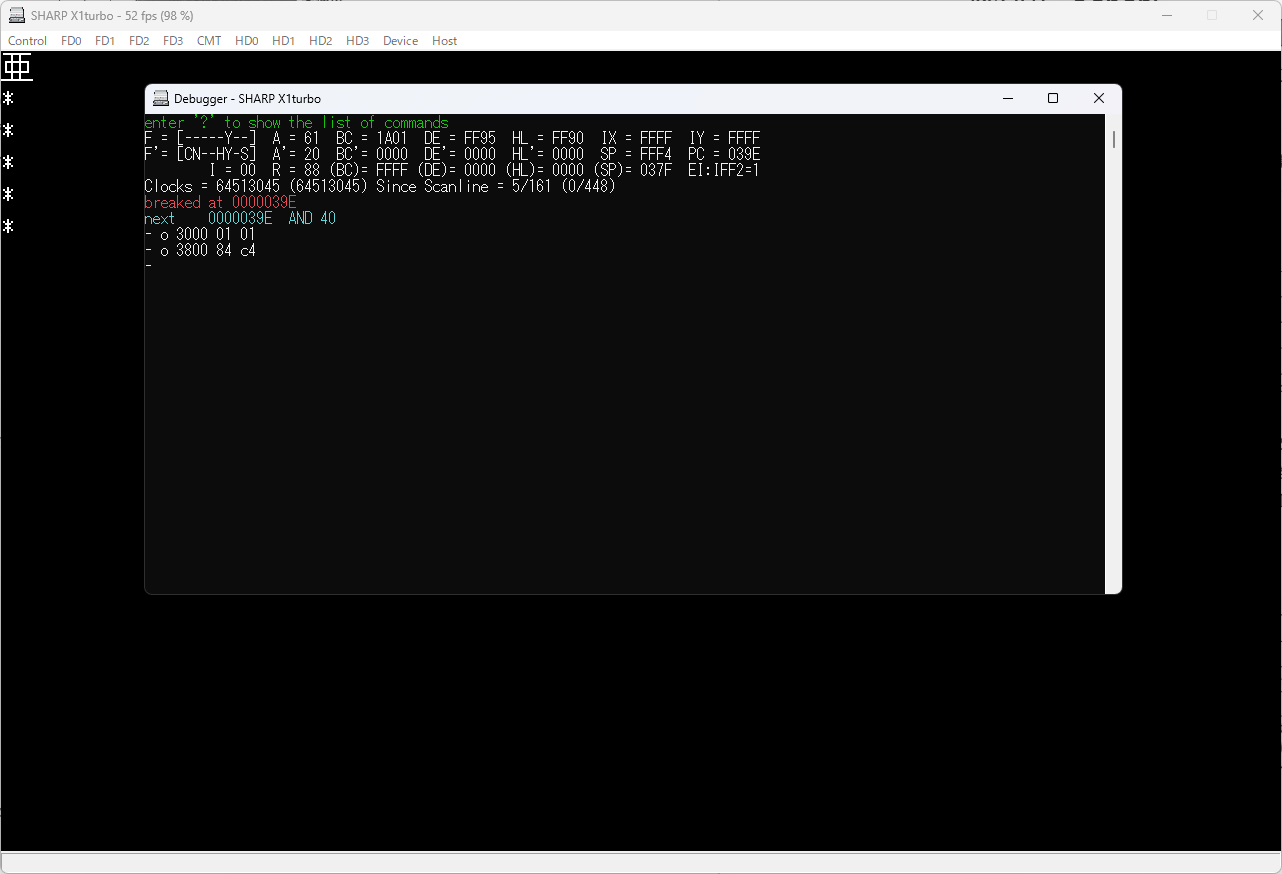 SHARP X1turbo - 52 fps (98 %)
Control FD0 FD1 FD2 FD3 CMT HD0 HD1 HD2 HD3 Device Host
亜
*
*
*
*
*
Debugger - SHARP X1turbo
enter '?' to show the list of commands
F = [-----Y--] A = 61 BC = 1A01 DE = FF95 HL = FF90 IX = FFFF IY = FFFF
F'= [CN--HY-S] A'= 20 BC'= 0000 DE'= 0000 HL'= 0000 SP = FFF4 PC = 039E
I = 00 R = 88 (BC)= FFFF (DE)= 0000 (HL)= 0000 (SP)= 037F EI:IFF2=1
Clocks = 64513045 (64513045) Since Scanline = 5/161 (0/448)
breaked at 0000039E
next 0000039E AND 40
- o 3000 01 01
- o 3800 84 c4
-